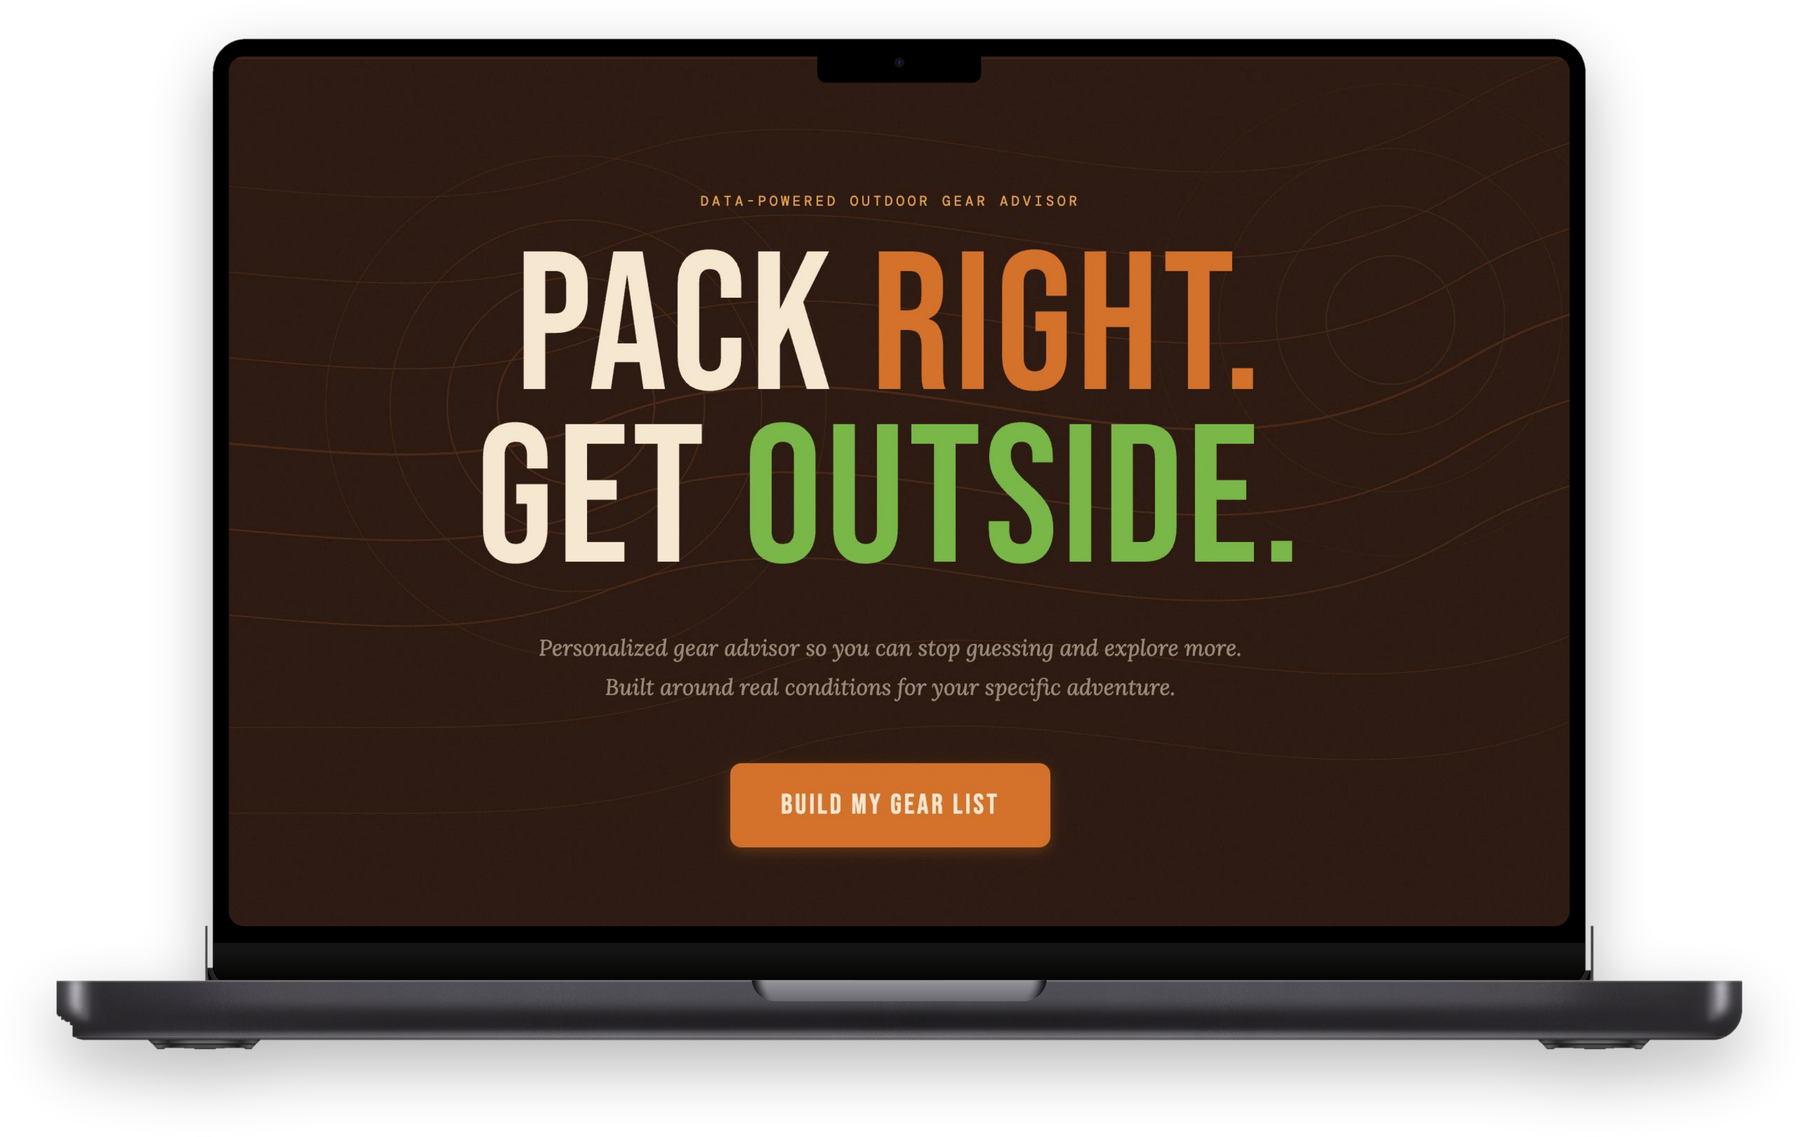 DATA-POWERED OUTDOOR GEAR ADVISOR
PACK RIGHT.
GET OUTSIDE.
Personalized gear advisor so you can stop guessing and explore more.
Built around real conditions for your specific adventure.
BUILD MY GEAR LIST